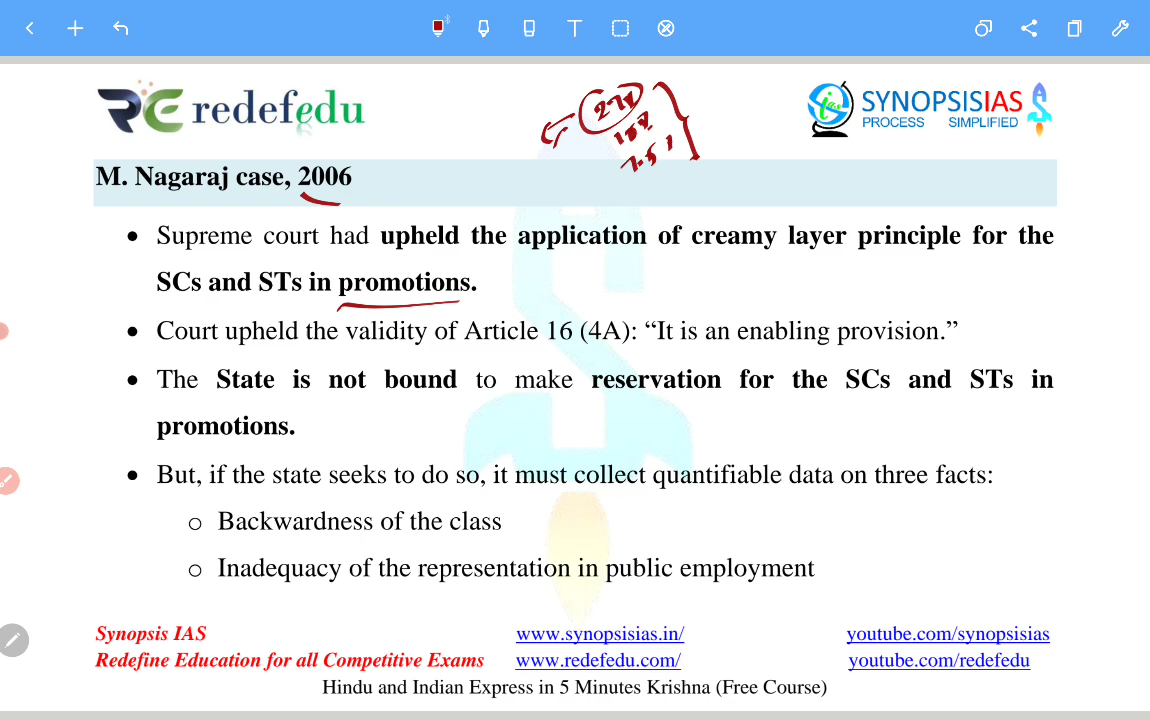 redefedu
27%
SYNOPSISIAS
PROCESS SIMPLIFIED
M. Nagaraj case, 2006
• Supreme court had upheld the application of creamy layer principle for the
SCs and STs in promotions.
• Court upheld the validity of Article 16 (4A): “It is an enabling provision.”
• The State is not bound to make reservation for the SCs and STs in
promotions.
• But, if the state seeks to do so, it must collect quantifiable data on three facts:
o Backwardness of the class
o Inadequacy of the representation in public employment
Synopsis IAS www.synopsisias.in/ youtube.com/synopsisias
Redefine Education for all Competitive Exams www.redefedu.com/ youtube.com/redefedu
Hindu and Indian Express in 5 Minutes Krishna (Free Course)